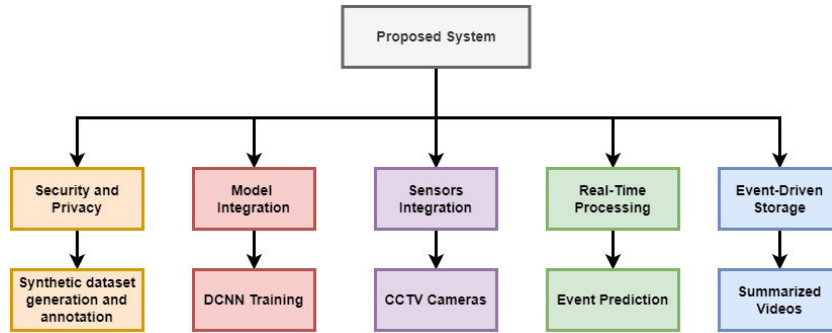 Proposed System
Security and
Privacy
Model
Integration
Sensors
Integration
Real-Time
Processing
Event-Driven
Storage
Synthetic dataset
generation and
annotation
DCNN Training
CCTV Cameras
Event Prediction
Summarized
Videos